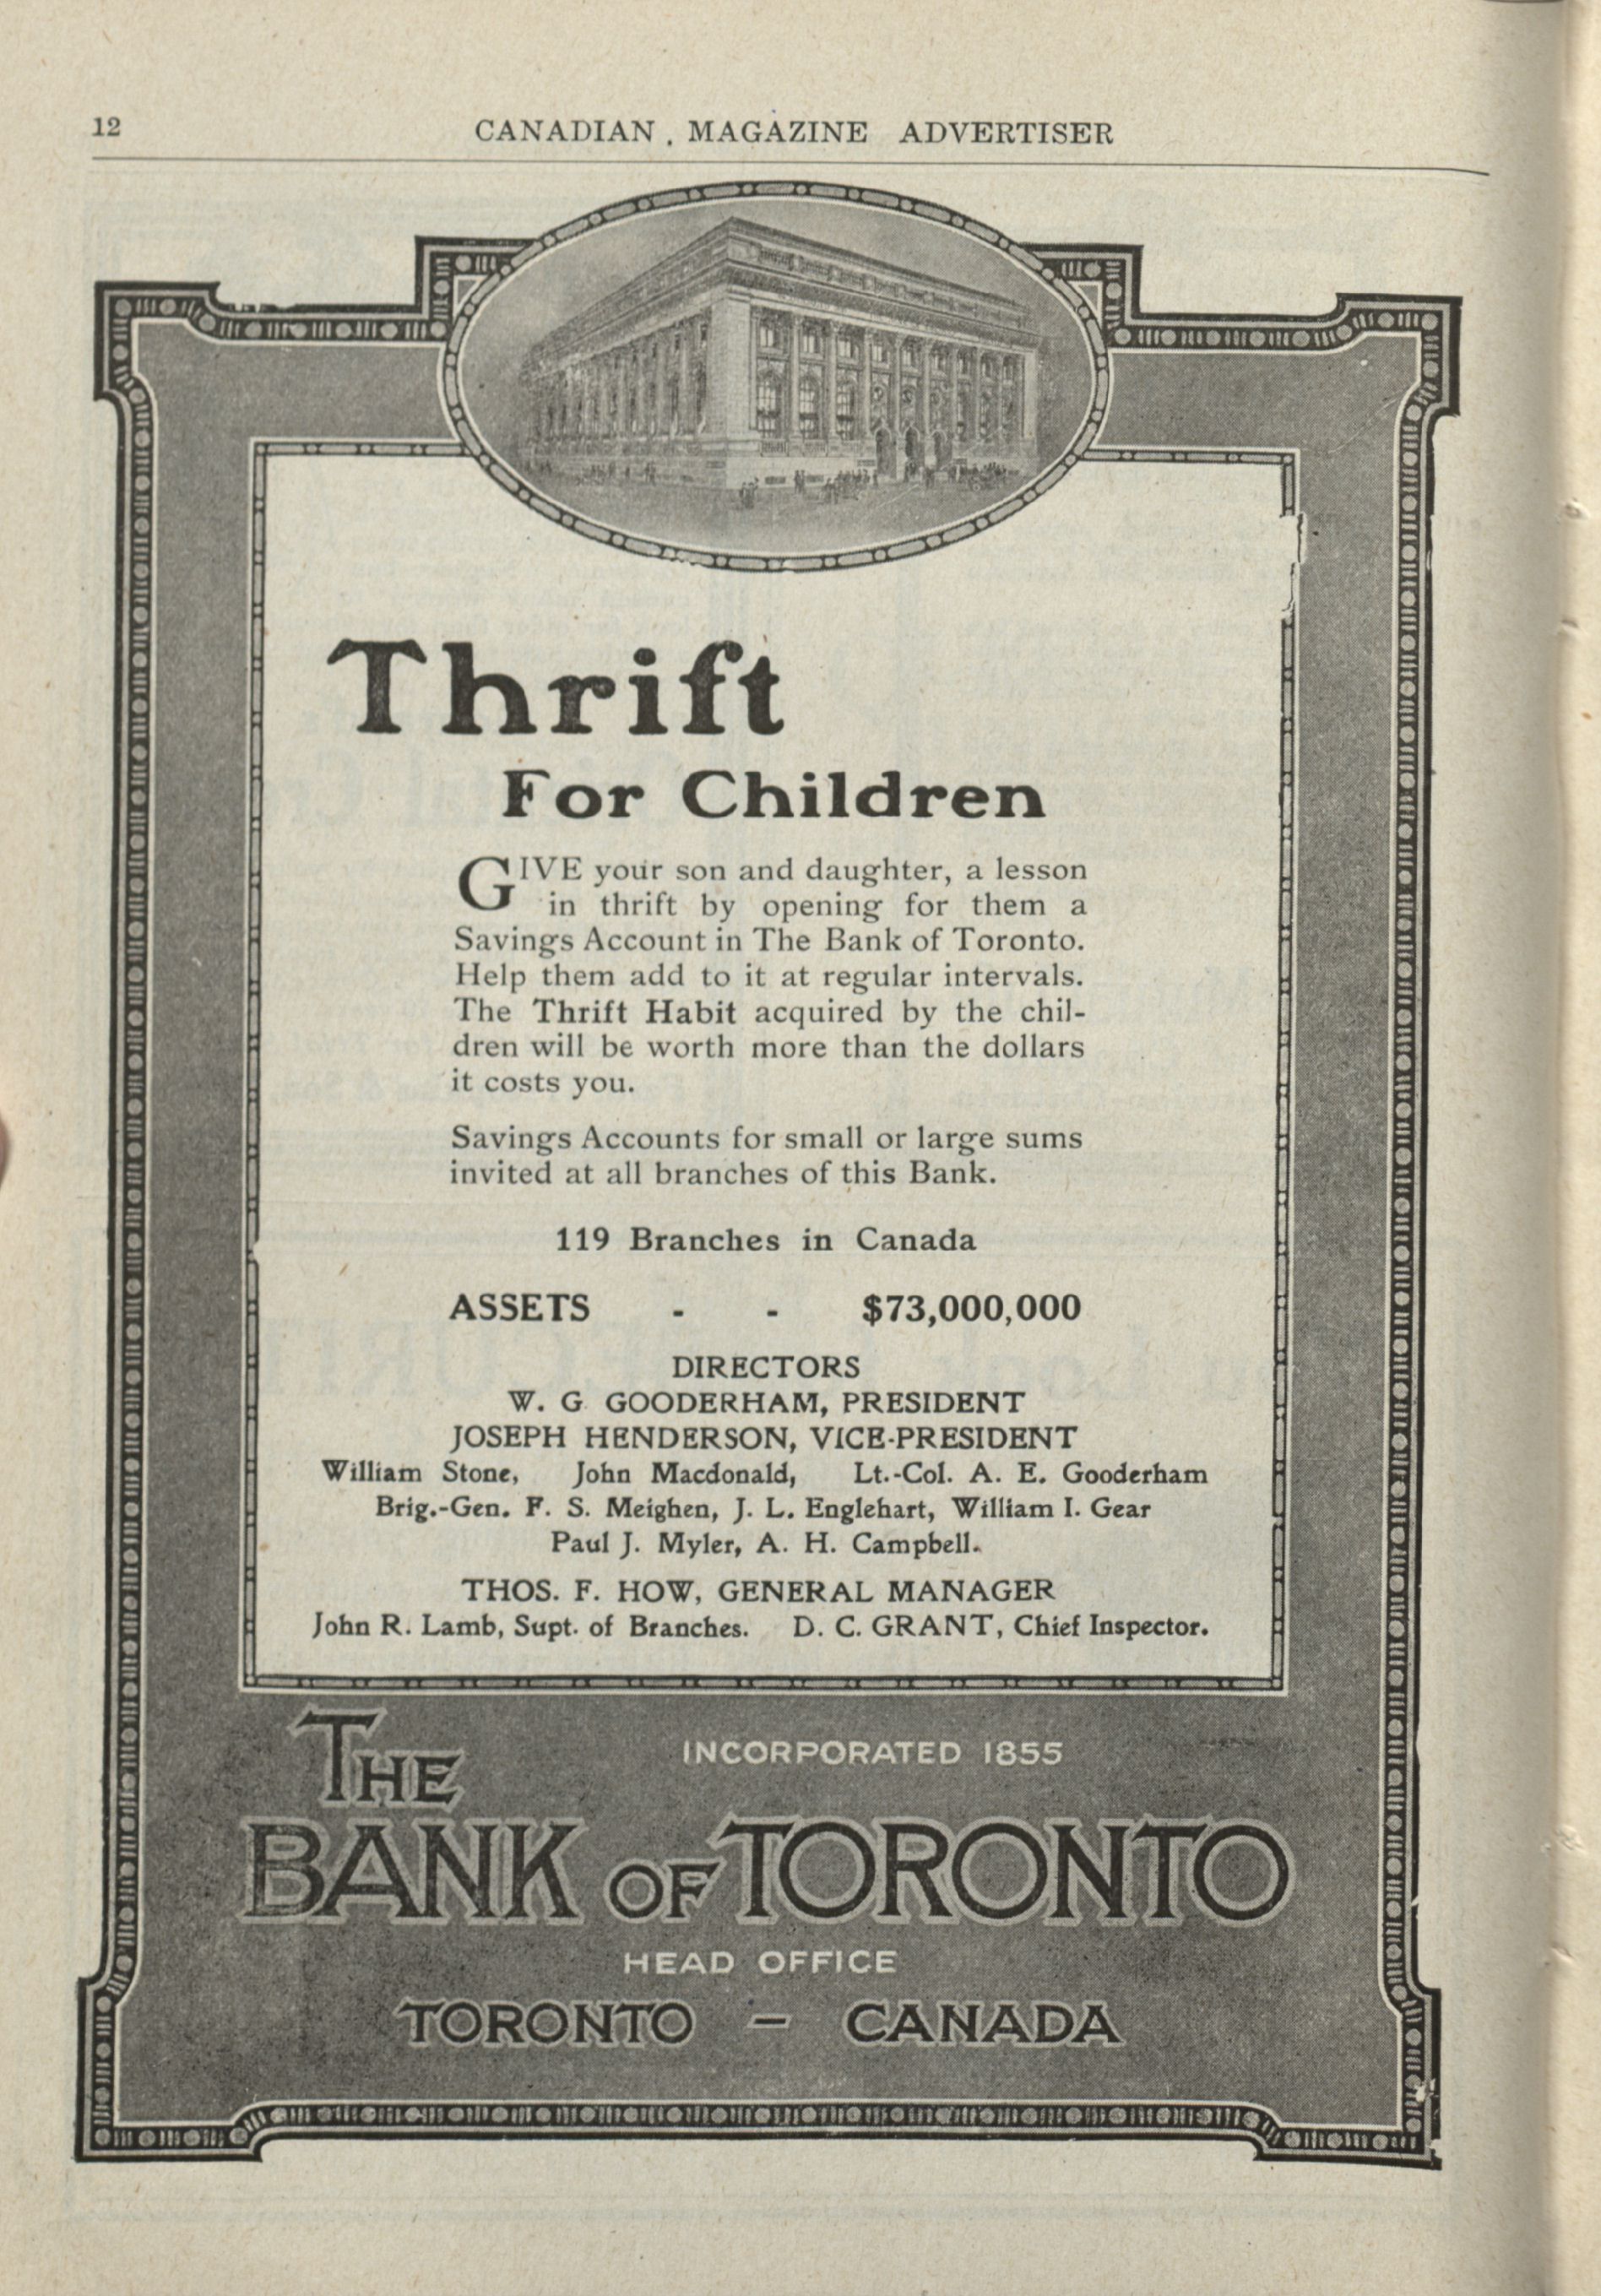 12
CANADIAN . MAGAZINE ADVERTISER
Thrift
For Children
GIVE your son and daughter, a lesson
in thrift by opening for them a
Savings Account in The Bank of Toronto.
Help them add to it at regular intervals.
The Thrift Habit acquired by the chil-
dren will be worth more than the dollars
it costs you.
Savings Accounts for small or large sums
invited at all branches of this Bank.
119 Branches in Canada
ASSETS - - $73,000,000
DIRECTORS
W. G GOODERHAM, PRESIDENT
JOSEPH HENDERSON, VICE-PRESIDENT
William Stone, John Macdonald, Lt.-Col. A. E. Gooderham
Brig.-Gen. F. S. Meighen, J. L. Englehart, William I. Gear
Paul J. Myler, A. H. Campbell.
THOS. F. HOW, GENERAL MANAGER
John R. Lamb, Supt. of Branches. D. C. GRANT, Chief Inspector.
THE
INCORPORATED 1855
BANK OF TORONTO
HEAD OFFICE
TORONTO - CANADA